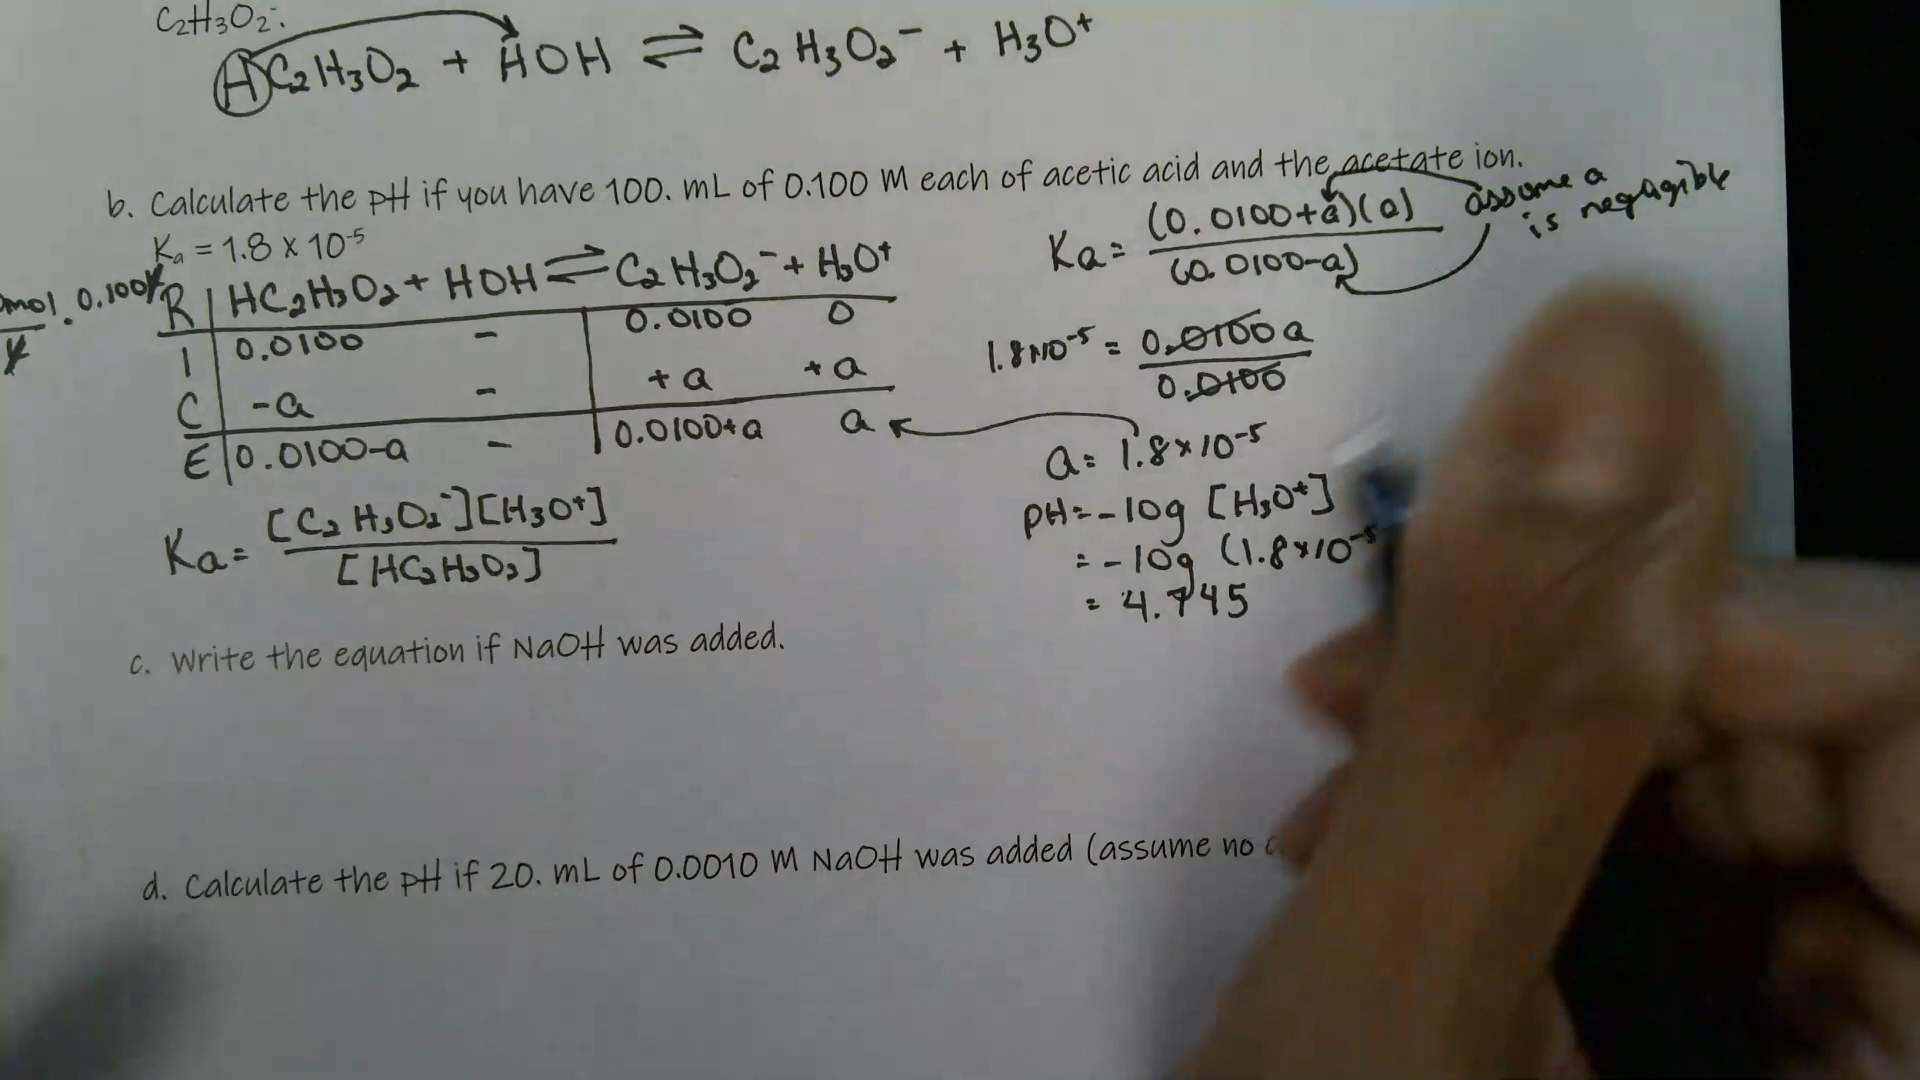 C₂H₃O₂⁻.
HC₂H₃O₂ + HOH ⇌ C₂H₃O₂⁻ + H₃O⁺
b. Calculate the pH if you have 100. mL of 0.100 M each of acetic acid and the acetate ion.
Kₐ = 1.8 x 10⁻⁵
mol . 0.100
R | HC₂H₃O₂ + HOH ⇌ C₂H₃O₂⁻ + H₃O⁺
I 0.0100 - 0.0100 0
C -a - +a +a
E 0.0100-a - 0.0100+a a
Ka = [C₂H₃O₂⁻][H₃O⁺]
[HC₂H₃O₂]
Ka = (0.0100+a)(a)
(0.0100-a)
assume a
is negagible
1.8x10⁻⁵ = 0.0100a
0.0100
a = 1.8x10⁻⁵
pH = -log [H₃O⁺]
= -log (1.8x10⁻⁵
= 4.745
c. Write the equation if NaOH was added.
d. Calculate the pH if 20. mL of 0.0010 M NaOH was added (assume no